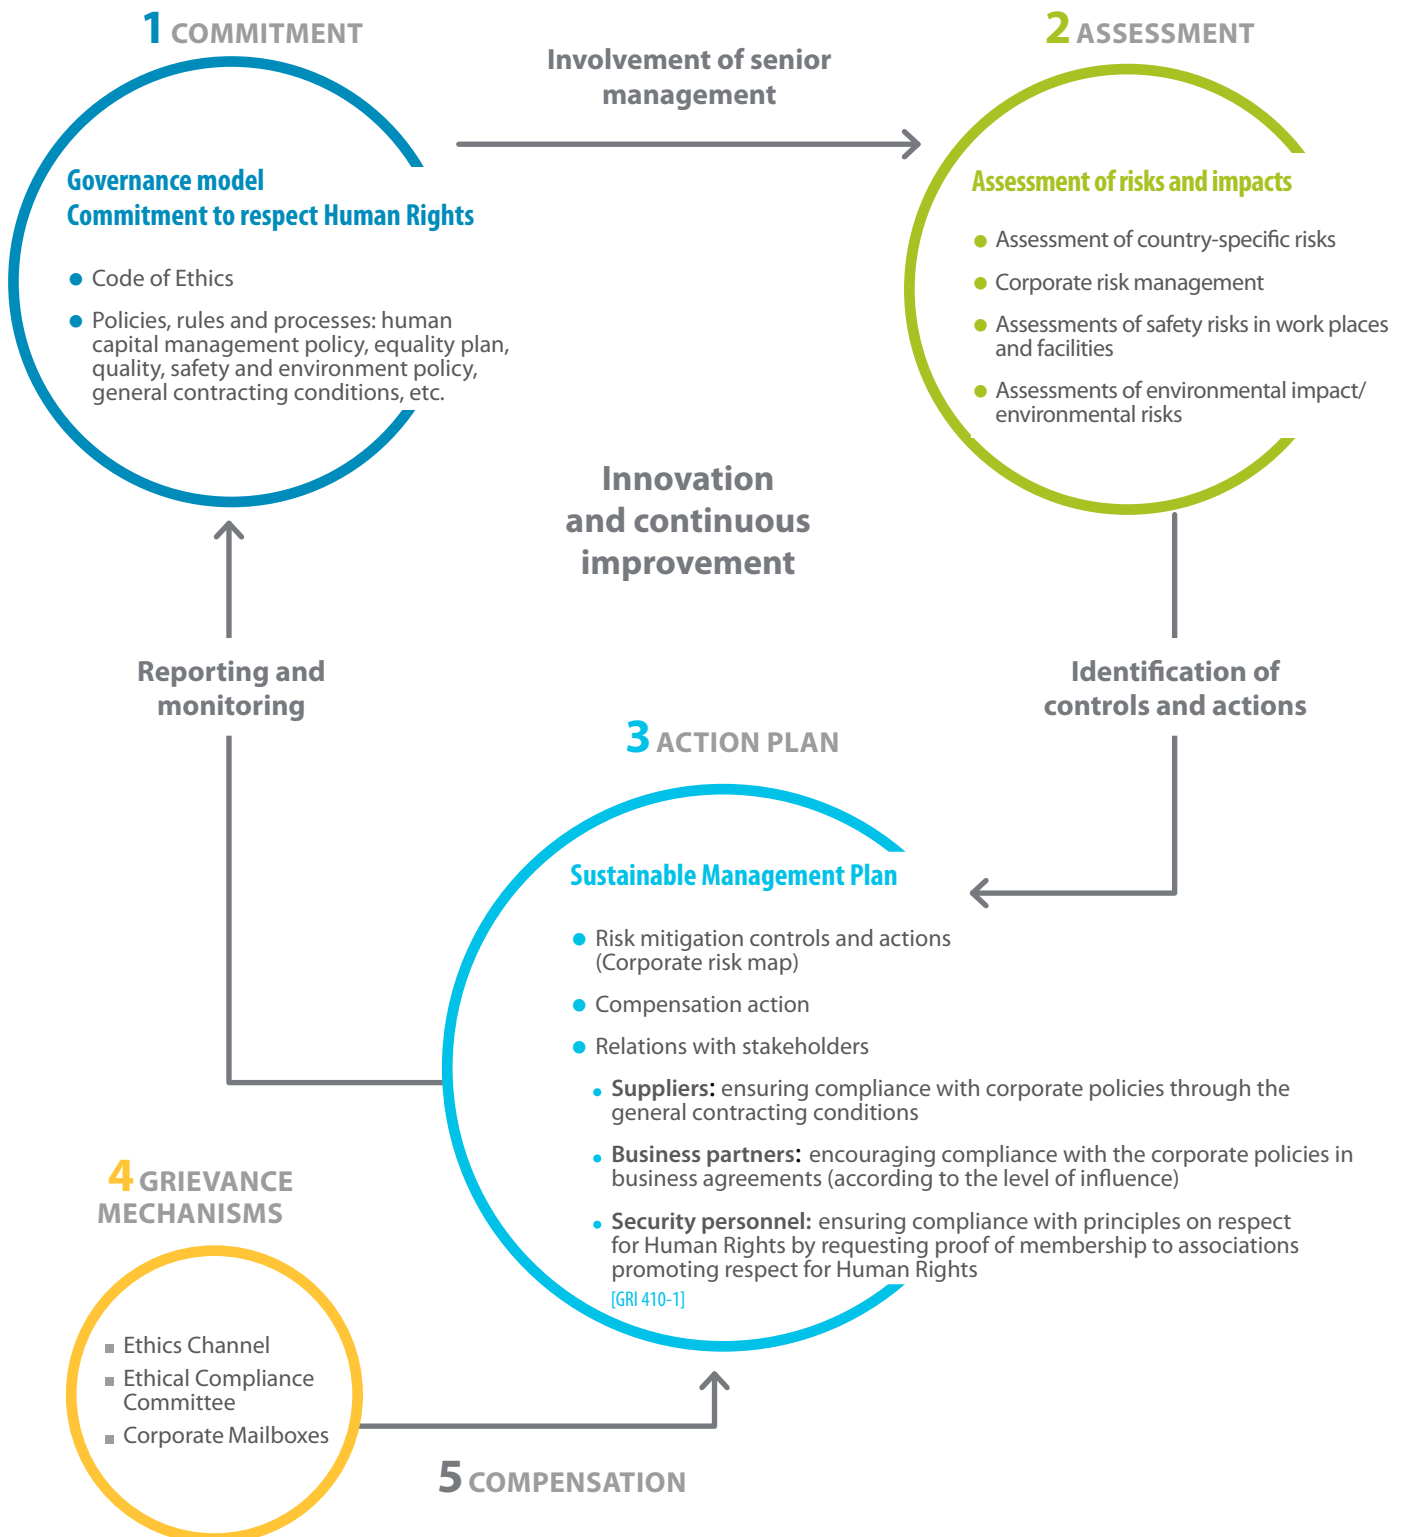 1 COMMITMENT
Governance model
Commitment to respect Human Rights
● Code of Ethics
● Policies, rules and processes: human
capital management policy, equality plan,
quality, safety and environment policy,
general contracting conditions, etc.
Involvement of senior
management
2 ASSESSMENT
Assessment of risks and impacts
● Assessment of country-specific risks
● Corporate risk management
● Assessments of safety risks in work places
and facilities
● Assessments of environmental impact/
environmental risks
Innovation
and continuous
improvement
Reporting and
monitoring
Identification of
controls and actions
3 ACTION PLAN
Sustainable Management Plan
● Risk mitigation controls and actions
(Corporate risk map)
● Compensation action
● Relations with stakeholders
● Suppliers: ensuring compliance with corporate policies through the
general contracting conditions
● Business partners: encouraging compliance with the corporate policies in
business agreements (according to the level of influence)
● Security personnel: ensuring compliance with principles on respect
for Human Rights by requesting proof of membership to associations
promoting respect for Human Rights
[GRI 410-1]
4 GRIEVANCE
MECHANISMS
■ Ethics Channel
■ Ethical Compliance
Committee
■ Corporate Mailboxes
5 COMPENSATION